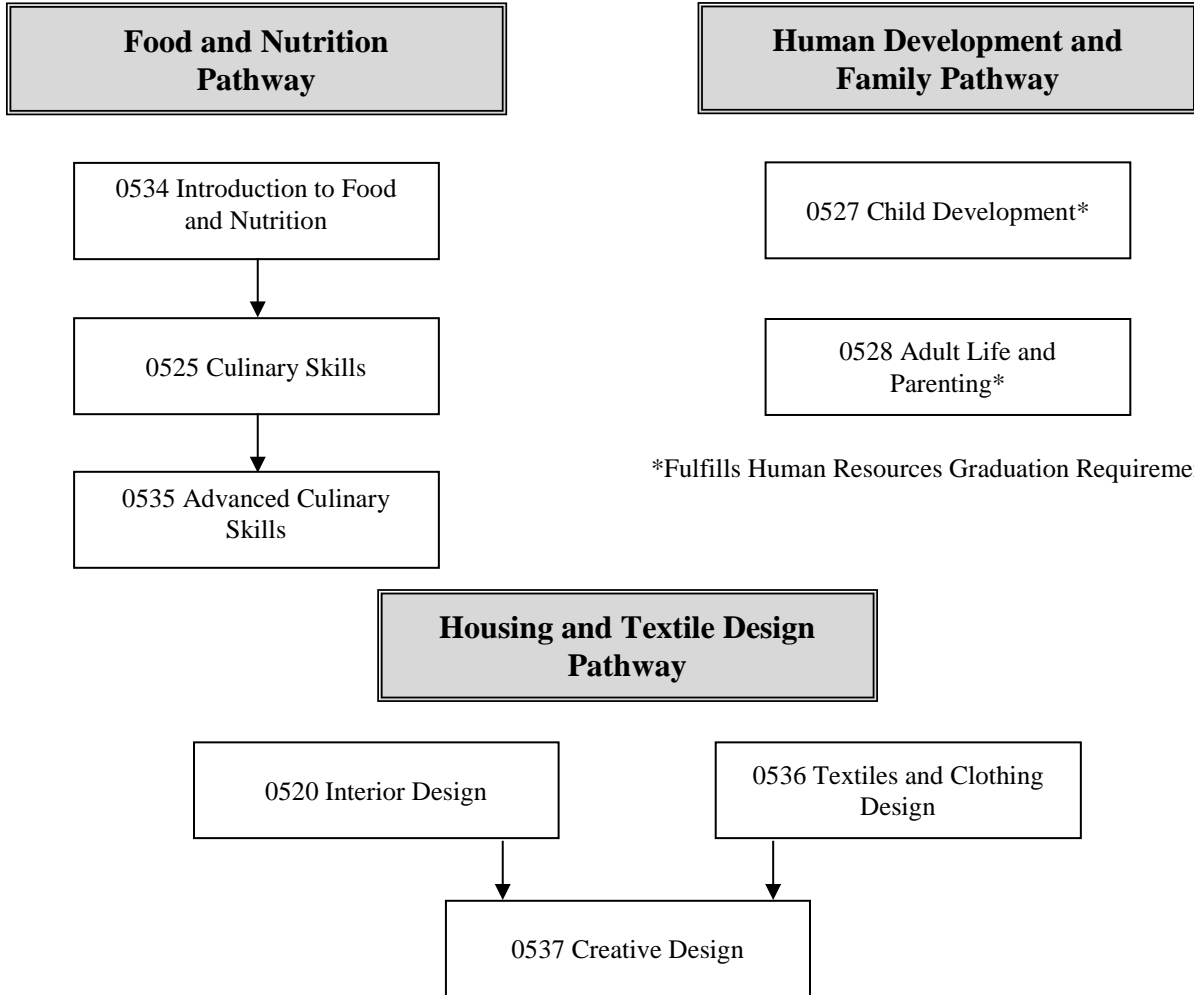 Food and Nutrition
Pathway
0534 Introduction to Food
and Nutrition
0525 Culinary Skills
0535 Advanced Culinary
Skills
Human Development and
Family Pathway
0527 Child Development*
0528 Adult Life and
Parenting*
*Fulfills Human Resources Graduation Requireme
Housing and Textile Design
Pathway
0520 Interior Design
0536 Textiles and Clothing
Design
0537 Creative Design